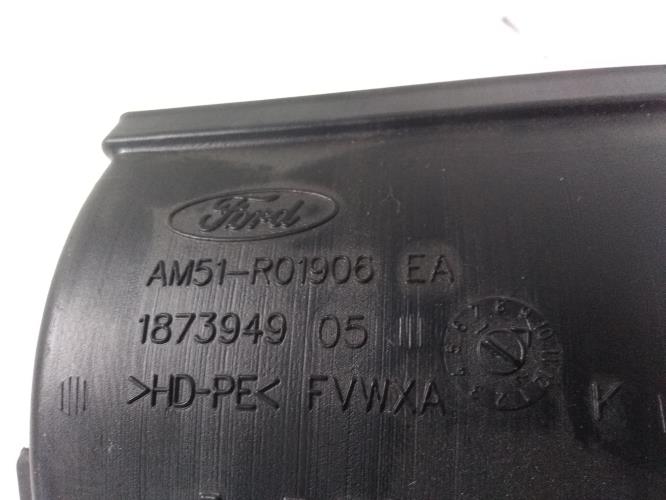 Ford
AM51-R01906 EA
1873949 05
>HD-PE< FVWXA
K